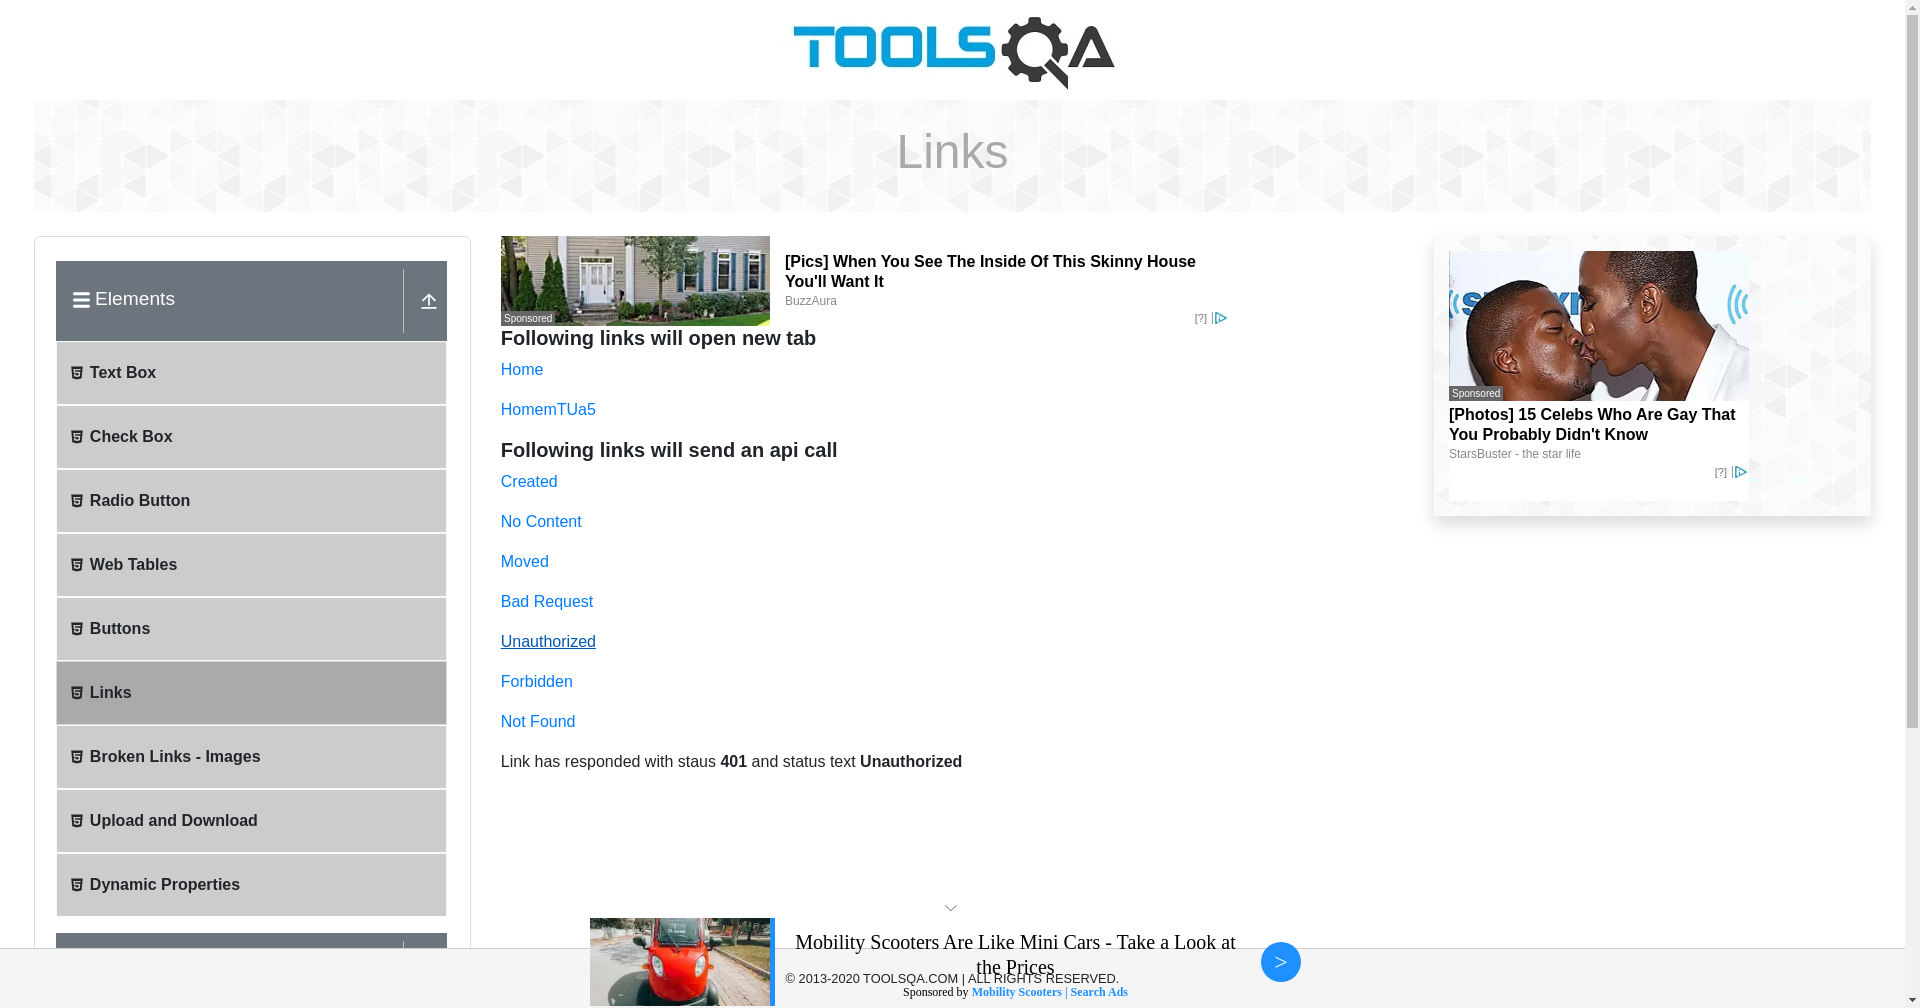 TOOLSQA
Links
Elements
Text Box
Check Box
Radio Button
Web Tables
Buttons
Links
Broken Links - Images
Upload and Download
Dynamic Properties
Sponsored
[Pics] When You See The Inside Of This Skinny House
You'll Want It
BuzzAura
[?]
Following links will open new tab
Home
HomemTUa5
Following links will send an api call
Created
No Content
Moved
Bad Request
Unauthorized
Forbidden
Not Found
Link has responded with staus 401 and status text Unauthorized
Sponsored
[Photos] 15 Celebs Who Are Gay That
You Probably Didn't Know
StarsBuster - the star life
[?]
Mobility Scooters Are Like Mini Cars - Take a Look at
the Prices
>
© 2013-2020 TOOLSQA.COM | ALL RIGHTS RESERVED.
Sponsored by Mobility Scooters | Search Ads